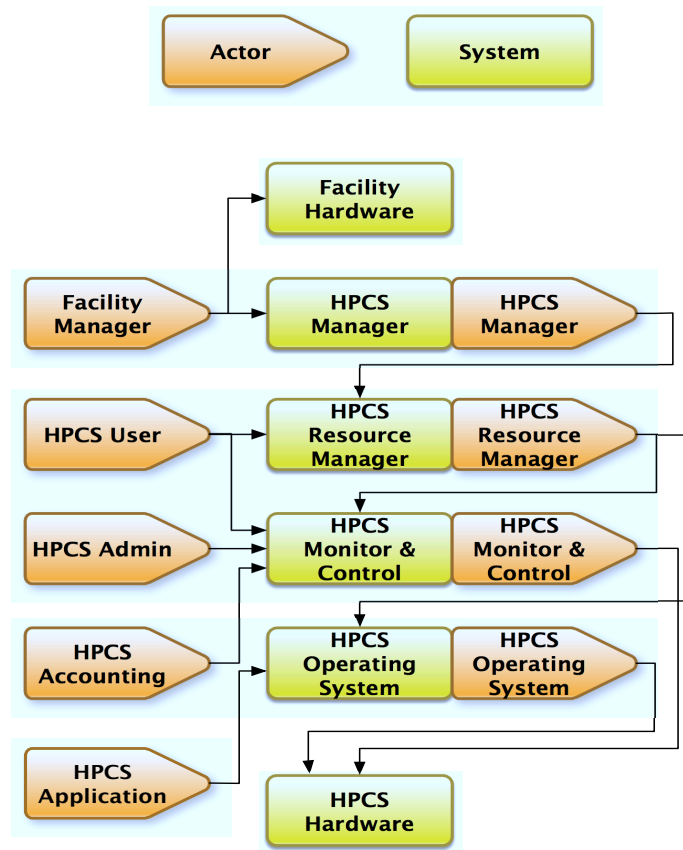 Actor
System
Facility
Hardware
Facility
Manager
HPCS
Manager
HPCS
Manager
HPCS User
HPCS
Resource
Manager
HPCS
Resource
Manager
HPCS Admin
HPCS
Monitor &
Control
HPCS
Monitor &
Control
HPCS
Accounting
HPCS
Operating
System
HPCS
Operating
System
HPCS
Application
HPCS
Hardware